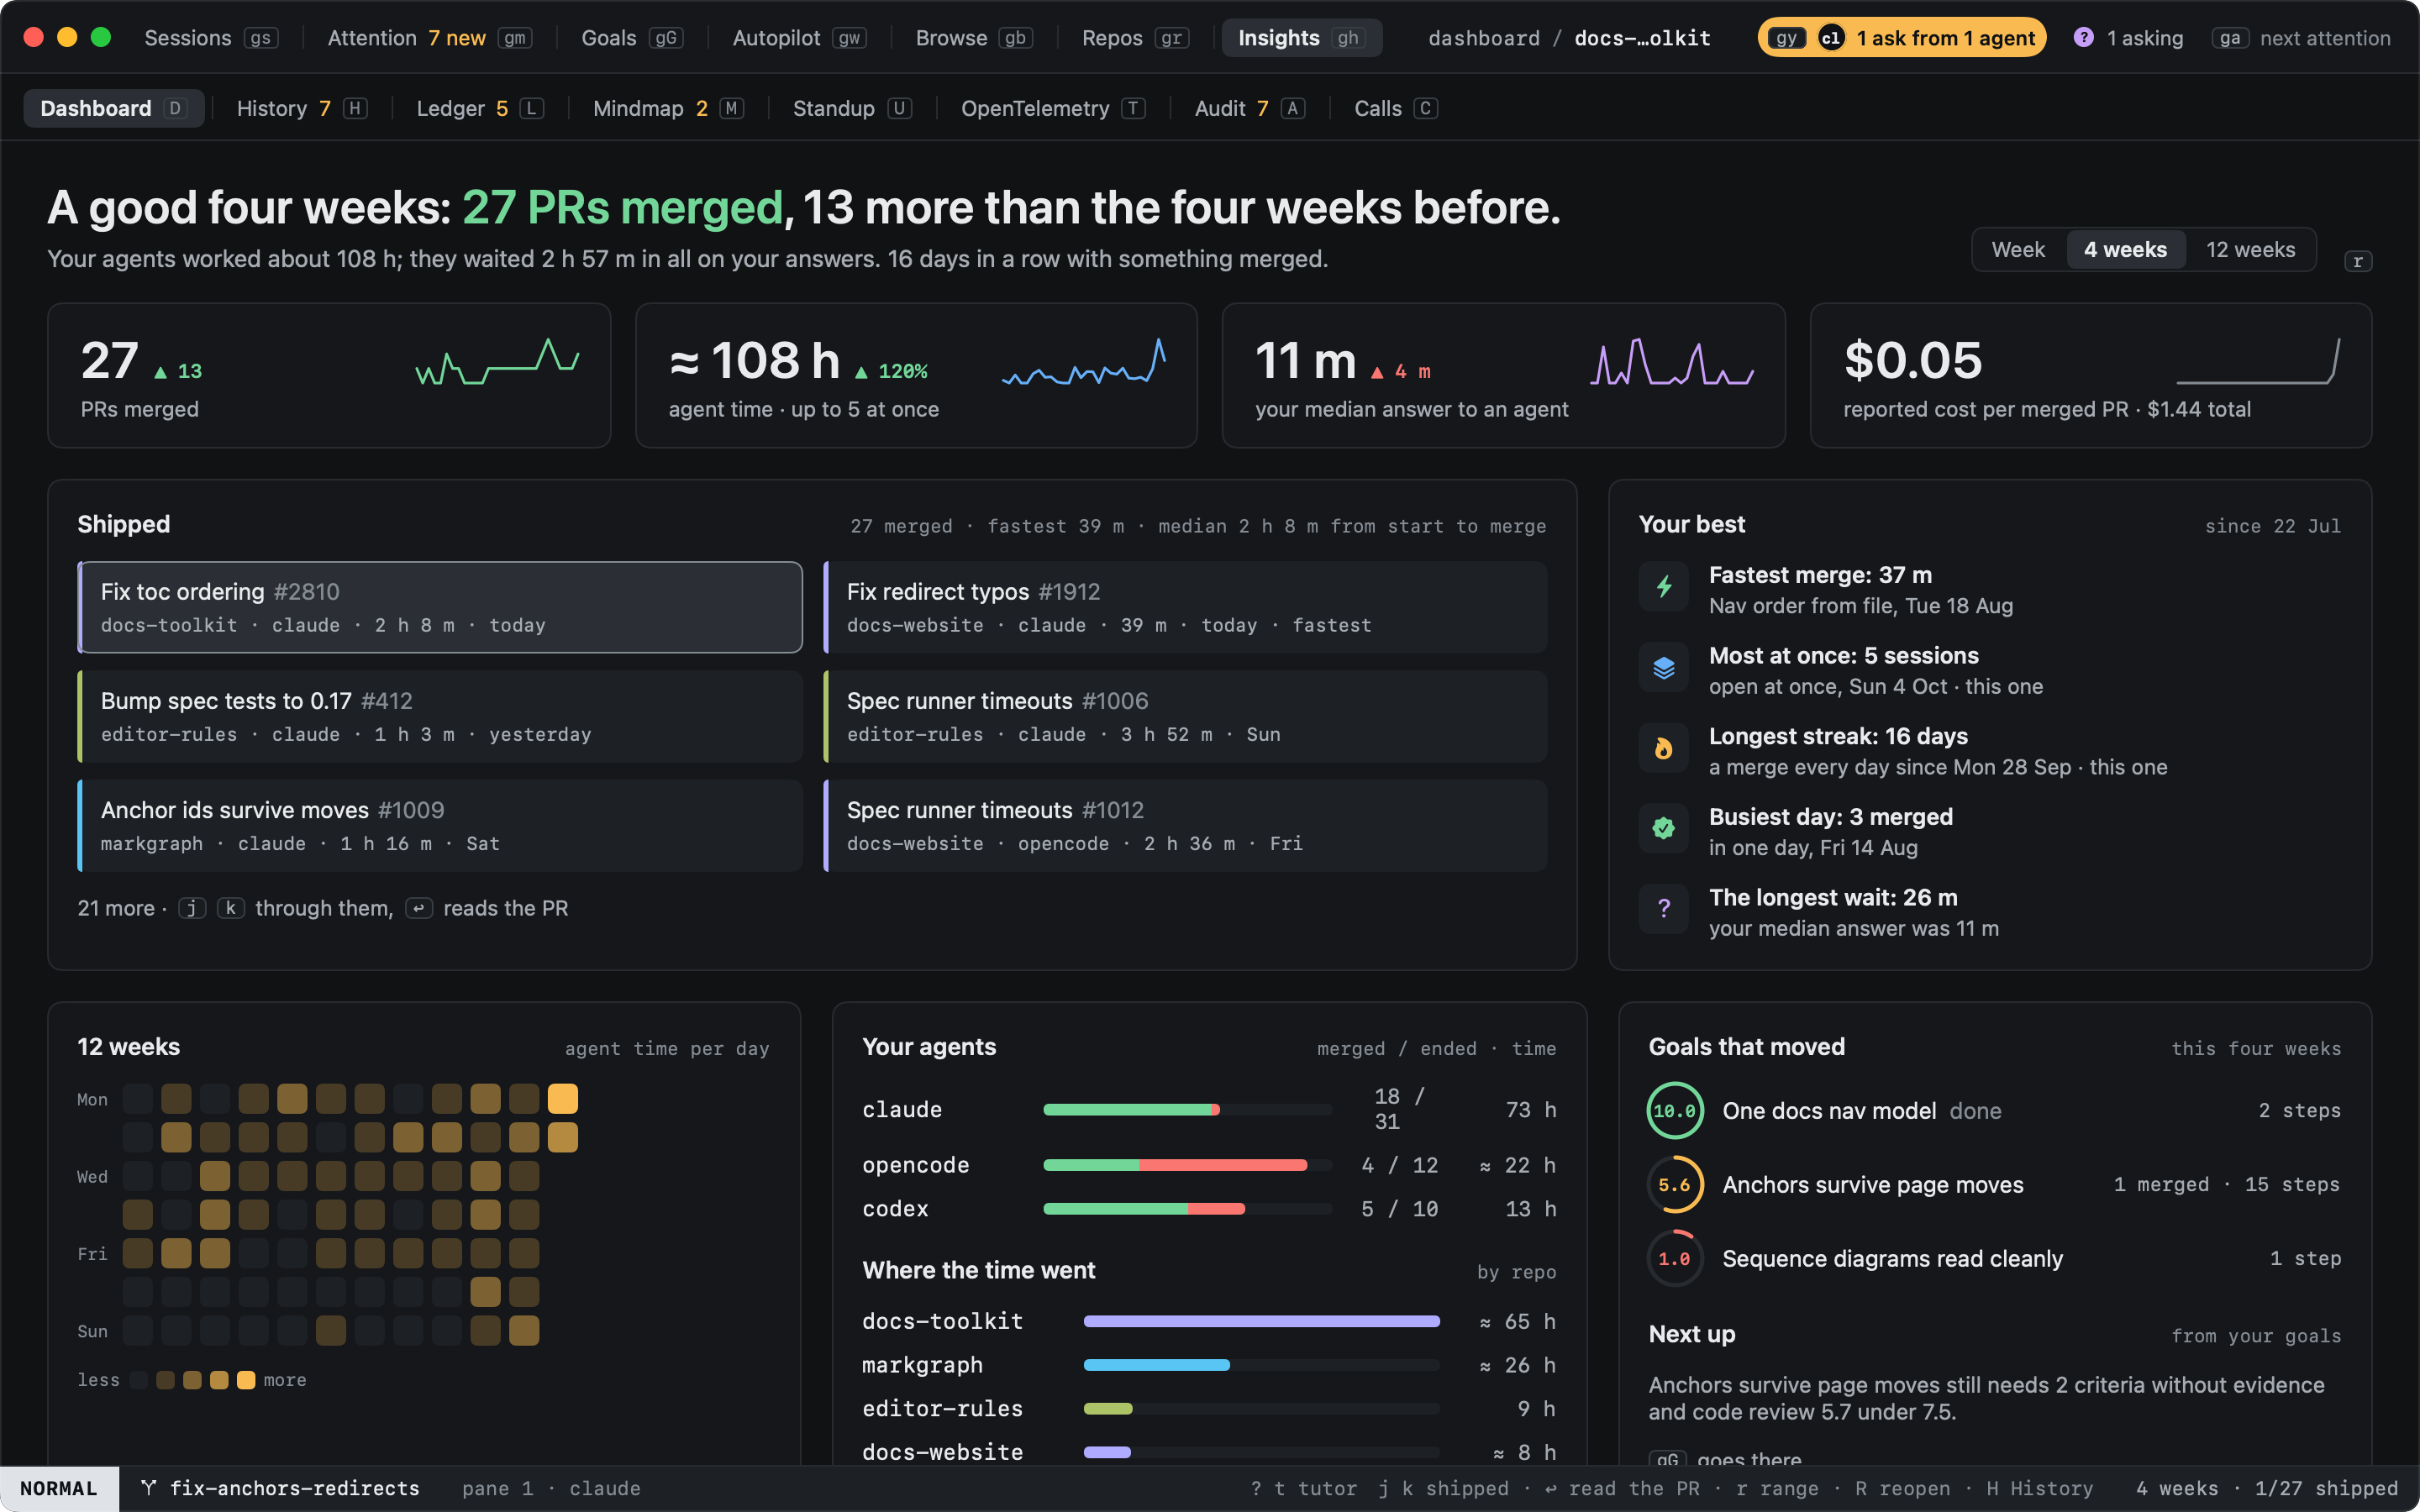 Sessions gs Attention 7 new gm Goals gG Autopilot gw Browse gb Repos gr Insights gh dashboard / docs-…olkit gy cl 1 ask from 1 agent ? 1 asking ga next attention
Dashboard D History 7 H Ledger 5 L Mindmap 2 M Standup U OpenTelemetry T Audit 7 A Calls C
A good four weeks: 27 PRs merged, 13 more than the four weeks before.
Your agents worked about 108 h; they waited 2 h 57 m in all on your answers. 16 days in a row with something merged.
Week 4 weeks 12 weeks r
27 ▲ 13
PRs merged
≈ 108 h ▲ 120%
agent time · up to 5 at once
11 m ▲ 4 m
your median answer to an agent
$0.05
reported cost per merged PR · $1.44 total
Shipped 27 merged · fastest 39 m · median 2 h 8 m from start to merge
Fix toc ordering #2810
docs-toolkit · claude · 2 h 8 m · today
Fix redirect typos #1912
docs-website · claude · 39 m · today · fastest
Bump spec tests to 0.17 #412
editor-rules · claude · 1 h 3 m · yesterday
Spec runner timeouts #1006
editor-rules · claude · 3 h 52 m · Sun
Anchor ids survive moves #1009
markgraph · claude · 1 h 16 m · Sat
Spec runner timeouts #1012
docs-website · opencode · 2 h 36 m · Fri
21 more · j k through them, ↩ reads the PR
Your best since 22 Jul
Fastest merge: 37 m
Nav order from file, Tue 18 Aug
Most at once: 5 sessions
open at once, Sun 4 Oct · this one
Longest streak: 16 days
a merge every day since Mon 28 Sep · this one
Busiest day: 3 merged
in one day, Fri 14 Aug
? The longest wait: 26 m
your median answer was 11 m
12 weeks agent time per day
Mon
Wed
Fri
Sun
less more
Your agents merged / ended · time
claude 18 / 31 73 h
opencode 4 / 12 ≈ 22 h
codex 5 / 10 13 h
Where the time went by repo
docs-toolkit ≈ 65 h
markgraph ≈ 26 h
editor-rules 9 h
docs-website ≈ 8 h
Goals that moved this four weeks
10.0 One docs nav model done 2 steps
5.6 Anchors survive page moves 1 merged · 15 steps
1.0 Sequence diagrams read cleanly 1 step
Next up from your goals
Anchors survive page moves still needs 2 criteria without evidence
and code review 5.7 under 7.5.
gG goes there
NORMAL fix-anchors-redirects pane 1 · claude ? t tutor j k shipped · ↩ read the PR · r range · R reopen · H History 4 weeks · 1/27 shipped